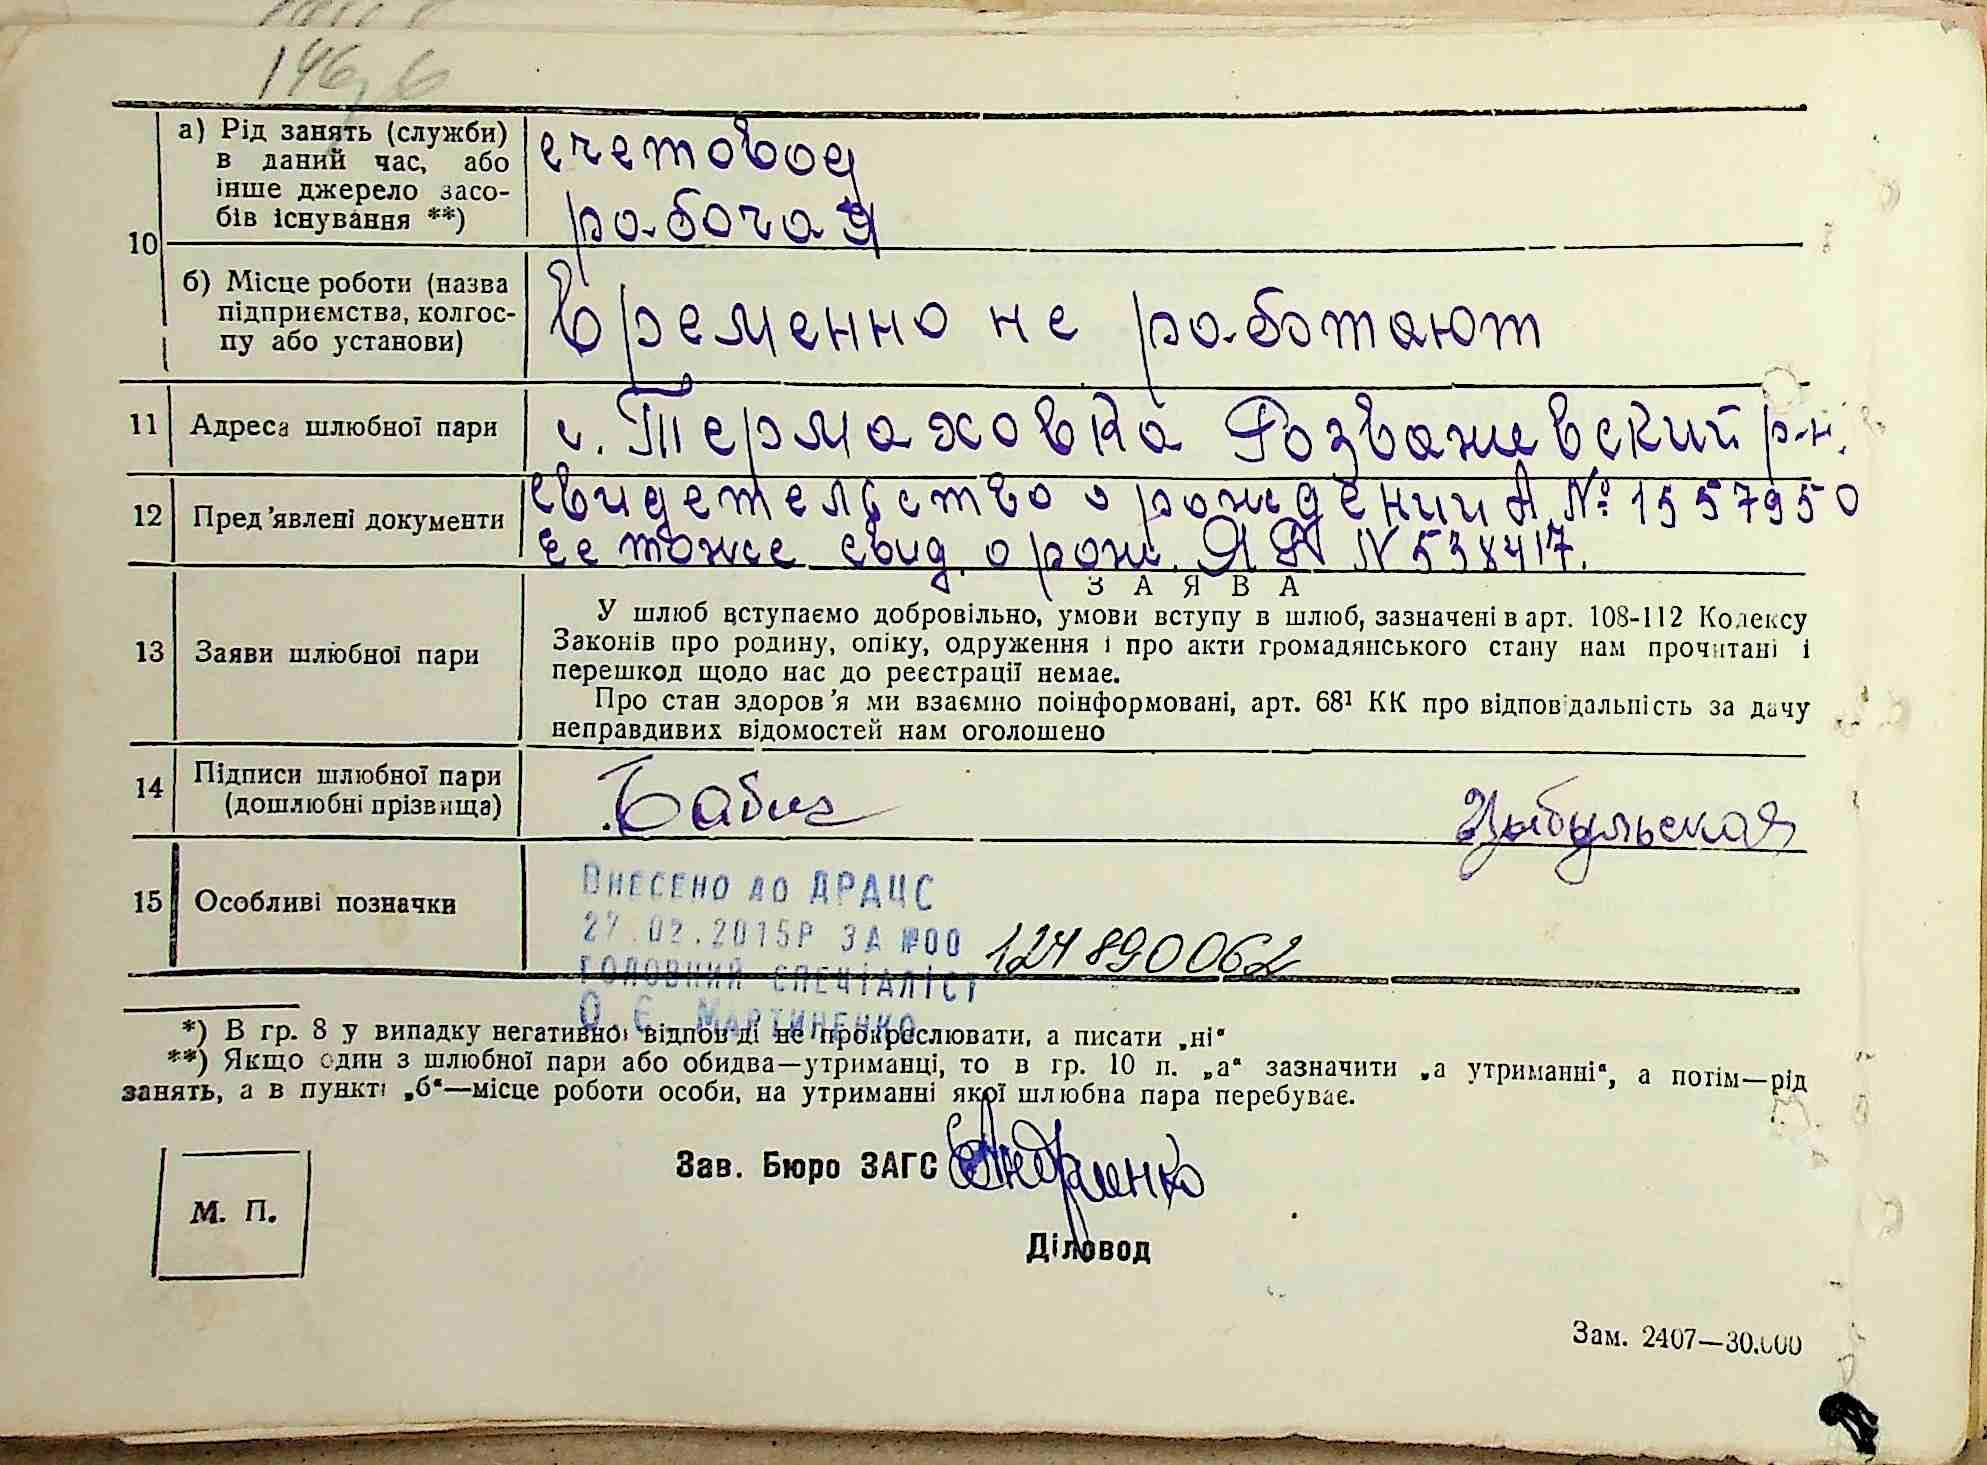 146,6
10 а) Рід занять (служби) в даний час, або інше джерело засобів існування **)
счетовод
рабочая
б) Місце роботи (назва підприємства, колгоспу або установи)
временно не работают
11 Адреса шлюбної пари с. Термаховка Розважевский р-н.
12 Пред'явлені документи свидетелство о рождении А № 1557950
Ее тоже свид. о рож. ЯЯ N 538417.
ЗАЯВА
13 Заяви шлюбної пари
У шлюб вступаємо добровільно, умови вступу в шлюб, зазначені в арт. 108-112 Кодексу
Законів про родину, опіку, одруження і про акти громадянського стану нам прочитані і
перешкод щодо нас до реєстрації немає.
Про стан здоров'я ми взаємно поінформовані, арт. 68¹ КК про відповідальність за дачу
неправдивих відомостей нам оголошено
14 Підписи шлюбної пари (дошлюбні прізвища) Бабич Цыбульская
15 Особливі позначки
ВНЕСЕНО ДО ДРАЦС
27.02.2015Р ЗА №00 124890062
ГОЛОВНИЙ СПЕЦІАЛІСТ
О.Є. МАРТИНЕНКО
*) В гр. 8 у випадку негативної відповіді не прокреслювати, а писати „ні“
**) Якщо один з шлюбної пари або обидва—утриманці, то в гр. 10 п. „а“ зазначити „а утриманні“, а потім—рід
занять, а в пункті „б“—місце роботи особи, на утриманні якої шлюбна пара перебуває.
Зав. Бюро ЗАГС Андриенко
М. П.
Діловод
Зам. 2407—30.000